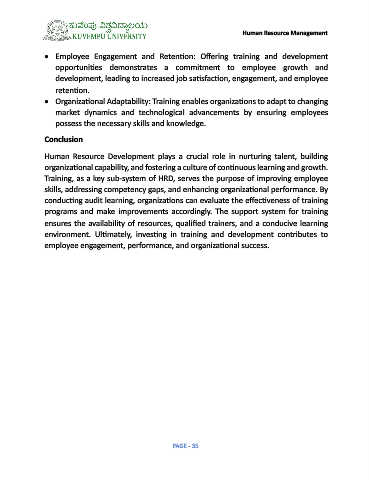 ಕುವೆಂಪು ವಿಶ್ವವಿದ್ಯಾಲಯ
KUVEMPU UNIVERSITY
Human Resource Management
• Employee Engagement and Retention: Offering training and development
opportunities demonstrates a commitment to employee growth and
development, leading to increased job satisfaction, engagement, and employee
retention.
• Organizational Adaptability: Training enables organizations to adapt to changing
market dynamics and technological advancements by ensuring employees
possess the necessary skills and knowledge.
Conclusion
Human Resource Development plays a crucial role in nurturing talent, building
organizational capability, and fostering a culture of continuous learning and growth.
Training, as a key sub-system of HRD, serves the purpose of improving employee
skills, addressing competency gaps, and enhancing organizational performance. By
conducting audit learning, organizations can evaluate the effectiveness of training
programs and make improvements accordingly. The support system for training
ensures the availability of resources, qualified trainers, and a conducive learning
environment. Ultimately, investing in training and development contributes to
employee engagement, performance, and organizational success.
PAGE - 35